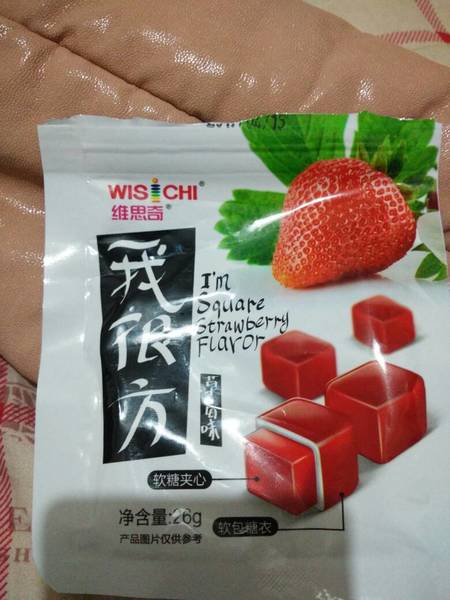 WISICHI®
维思奇®
我很方
I'm
Square
Strawberry
Flavor
草莓味
软糖夹心
净含量:26g
软包糖衣
产品图片仅供参考